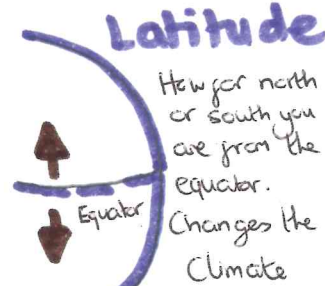 Latitude
How far north
or south you
are from the
equator.
Equator
Changes the
Climate